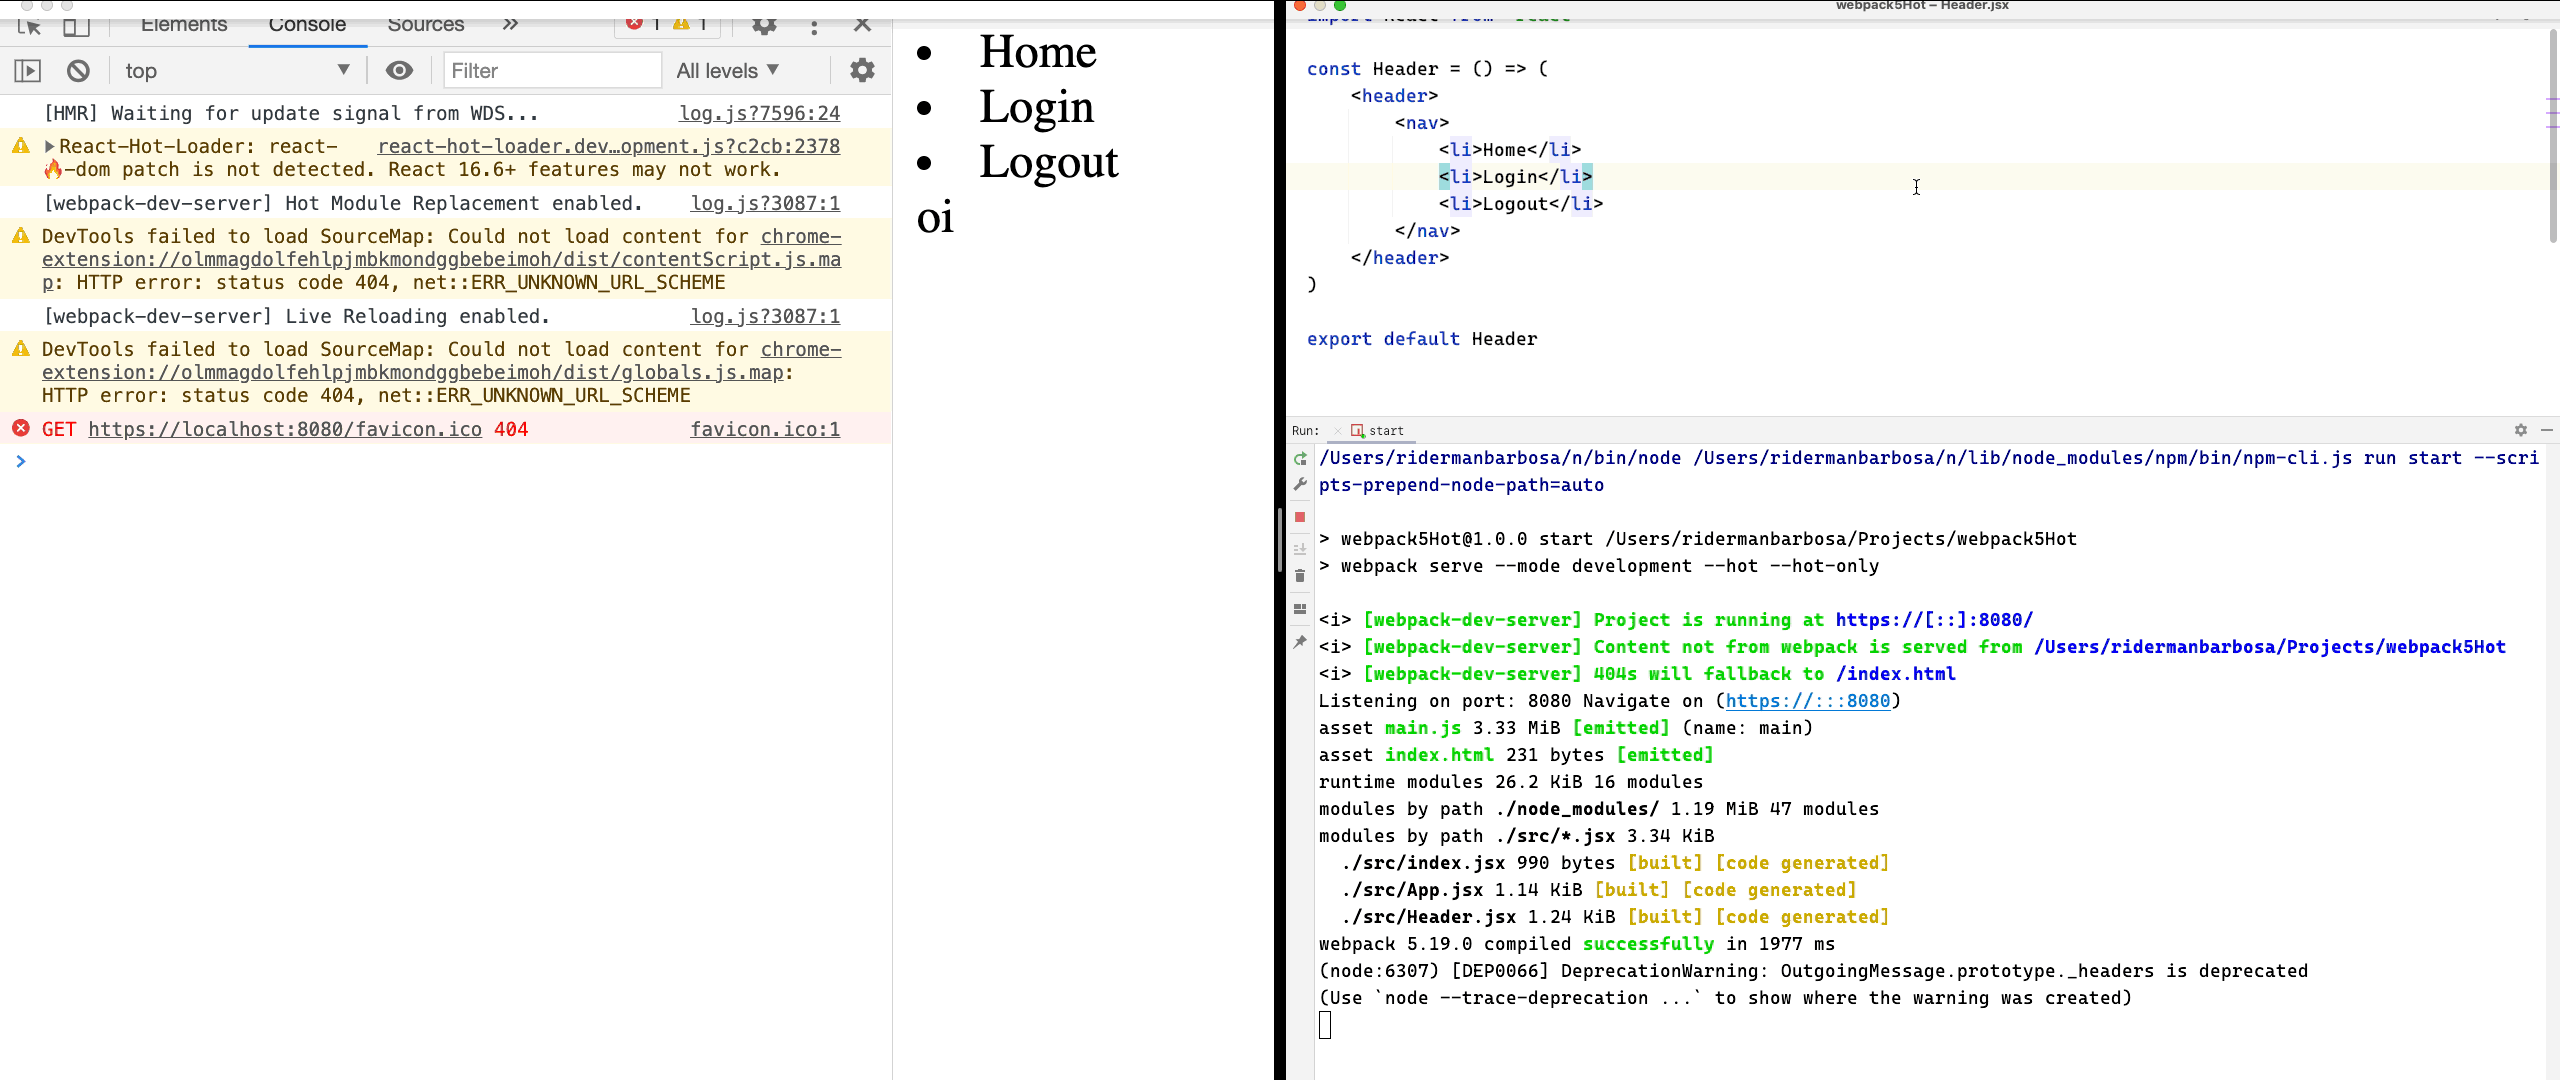 Elements Console Sources » 1 1
top Filter All levels
[HMR] Waiting for update signal from WDS... log.js?7596:24
React-Hot-Loader: react- react-hot-loader.dev…opment.js?c2cb:2378
🔥-dom patch is not detected. React 16.6+ features may not work.
[webpack-dev-server] Hot Module Replacement enabled. log.js?3087:1
DevTools failed to load SourceMap: Could not load content for chrome-
extension://olmmagdolfehlpjmbkmondggbebeimoh/dist/contentScript.js.ma
p: HTTP error: status code 404, net::ERR_UNKNOWN_URL_SCHEME
[webpack-dev-server] Live Reloading enabled. log.js?3087:1
DevTools failed to load SourceMap: Could not load content for chrome-
extension://olmmagdolfehlpjmbkmondggbebeimoh/dist/globals.js.map:
HTTP error: status code 404, net::ERR_UNKNOWN_URL_SCHEME
GET https://localhost:8080/favicon.ico 404 favicon.ico:1
>
• Home
• Login
• Logout
oi
webpack5Hot – Header.jsx
import React from 'react'
const Header = () => (
<header>
<nav>
<li>Home</li>
<li>Login</li>
<li>Logout</li>
</nav>
</header>
)
export default Header
Run: start
/Users/ridermanbarbosa/n/bin/node /Users/ridermanbarbosa/n/lib/node_modules/npm/bin/npm-cli.js run start --scri
pts-prepend-node-path=auto
> webpack5Hot@1.0.0 start /Users/ridermanbarbosa/Projects/webpack5Hot
> webpack serve --mode development --hot --hot-only
<i> [webpack-dev-server] Project is running at https://[::]:8080/
<i> [webpack-dev-server] Content not from webpack is served from /Users/ridermanbarbosa/Projects/webpack5Hot
<i> [webpack-dev-server] 404s will fallback to /index.html
Listening on port: 8080 Navigate on (https://:::8080)
asset main.js 3.33 MiB [emitted] (name: main)
asset index.html 231 bytes [emitted]
runtime modules 26.2 KiB 16 modules
modules by path ./node_modules/ 1.19 MiB 47 modules
modules by path ./src/*.jsx 3.34 KiB
./src/index.jsx 990 bytes [built] [code generated]
./src/App.jsx 1.14 KiB [built] [code generated]
./src/Header.jsx 1.24 KiB [built] [code generated]
webpack 5.19.0 compiled successfully in 1977 ms
(node:6307) [DEP0066] DeprecationWarning: OutgoingMessage.prototype._headers is deprecated
(Use `node --trace-deprecation ...` to show where the warning was created)